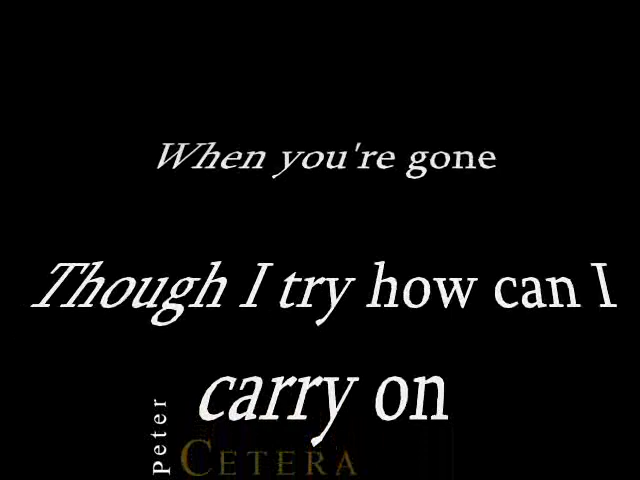 When you're gone
Though I try how can I
carry on
Peter
CETERA